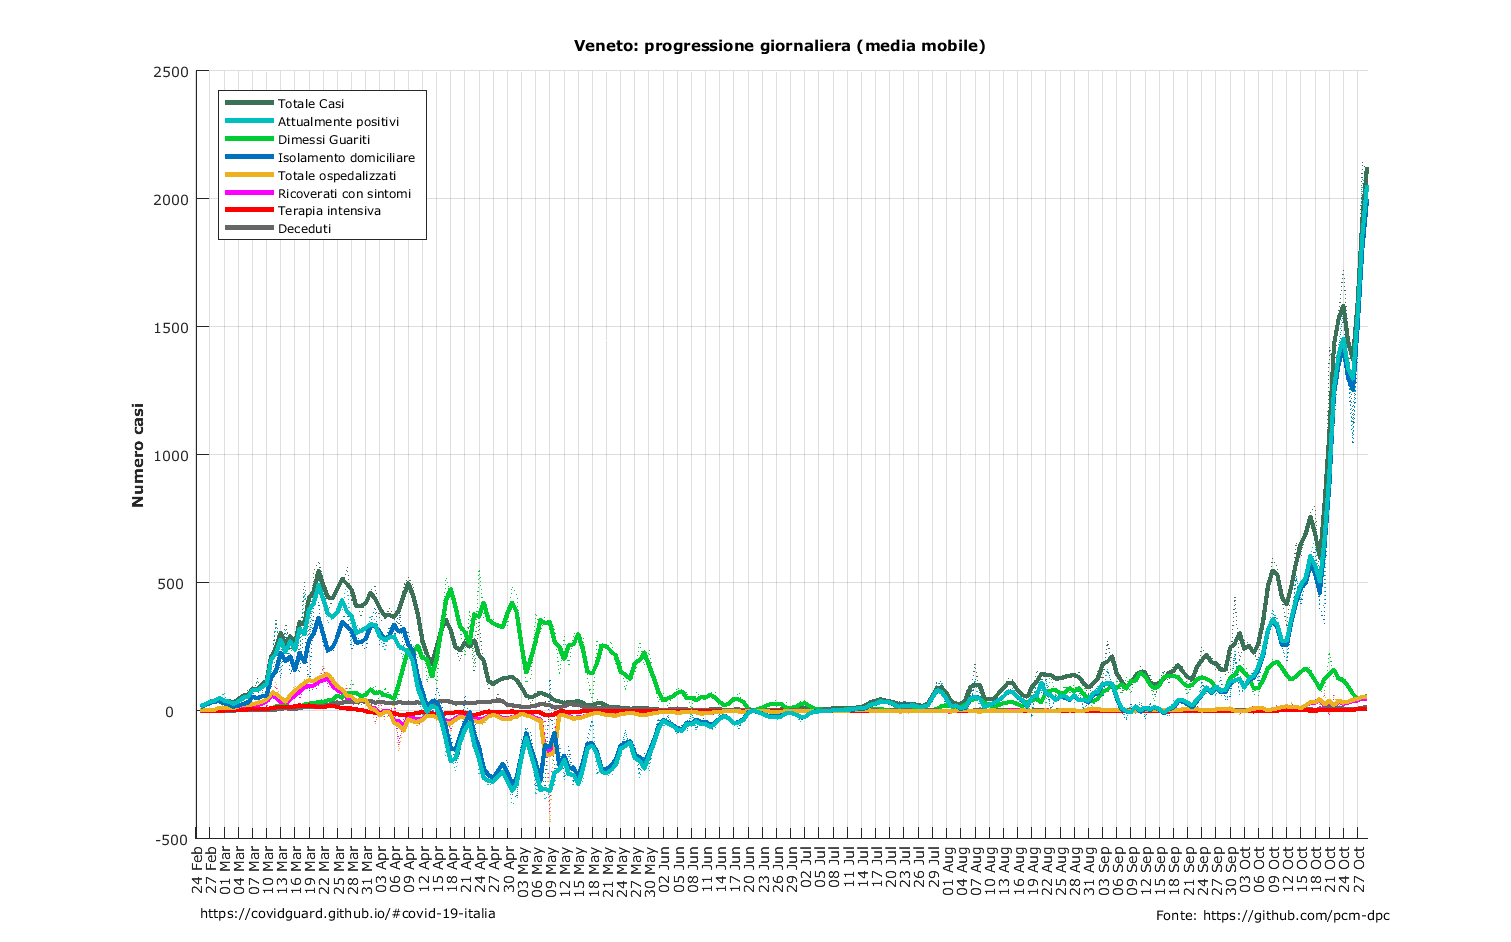 Veneto: progressione giornaliera (media mobile)
2500
2000
1500
1000
500
0
-500
Numero casi
Totale Casi
Attualmente positivi
Dimessi Guariti
Isolamento domiciliare
Totale ospedalizzati
Ricoverati con sintomi
Terapia intensiva
Deceduti
24 Feb
27 Feb
01 Mar
04 Mar
07 Mar
10 Mar
13 Mar
16 Mar
19 Mar
22 Mar
25 Mar
28 Mar
31 Mar
03 Apr
06 Apr
09 Apr
12 Apr
15 Apr
18 Apr
21 Apr
24 Apr
27 Apr
30 Apr
03 May
06 May
09 May
12 May
15 May
18 May
21 May
24 May
27 May
30 May
02 Jun
05 Jun
08 Jun
11 Jun
14 Jun
17 Jun
20 Jun
23 Jun
26 Jun
29 Jun
02 Jul
05 Jul
08 Jul
11 Jul
14 Jul
17 Jul
20 Jul
23 Jul
26 Jul
29 Jul
01 Aug
04 Aug
07 Aug
10 Aug
13 Aug
16 Aug
19 Aug
22 Aug
25 Aug
28 Aug
31 Aug
03 Sep
06 Sep
09 Sep
12 Sep
15 Sep
18 Sep
21 Sep
24 Sep
27 Sep
30 Sep
03 Oct
06 Oct
09 Oct
12 Oct
15 Oct
18 Oct
21 Oct
24 Oct
27 Oct
https://covidguard.github.io/#covid-19-italia
Fonte: https://github.com/pcm-dpc